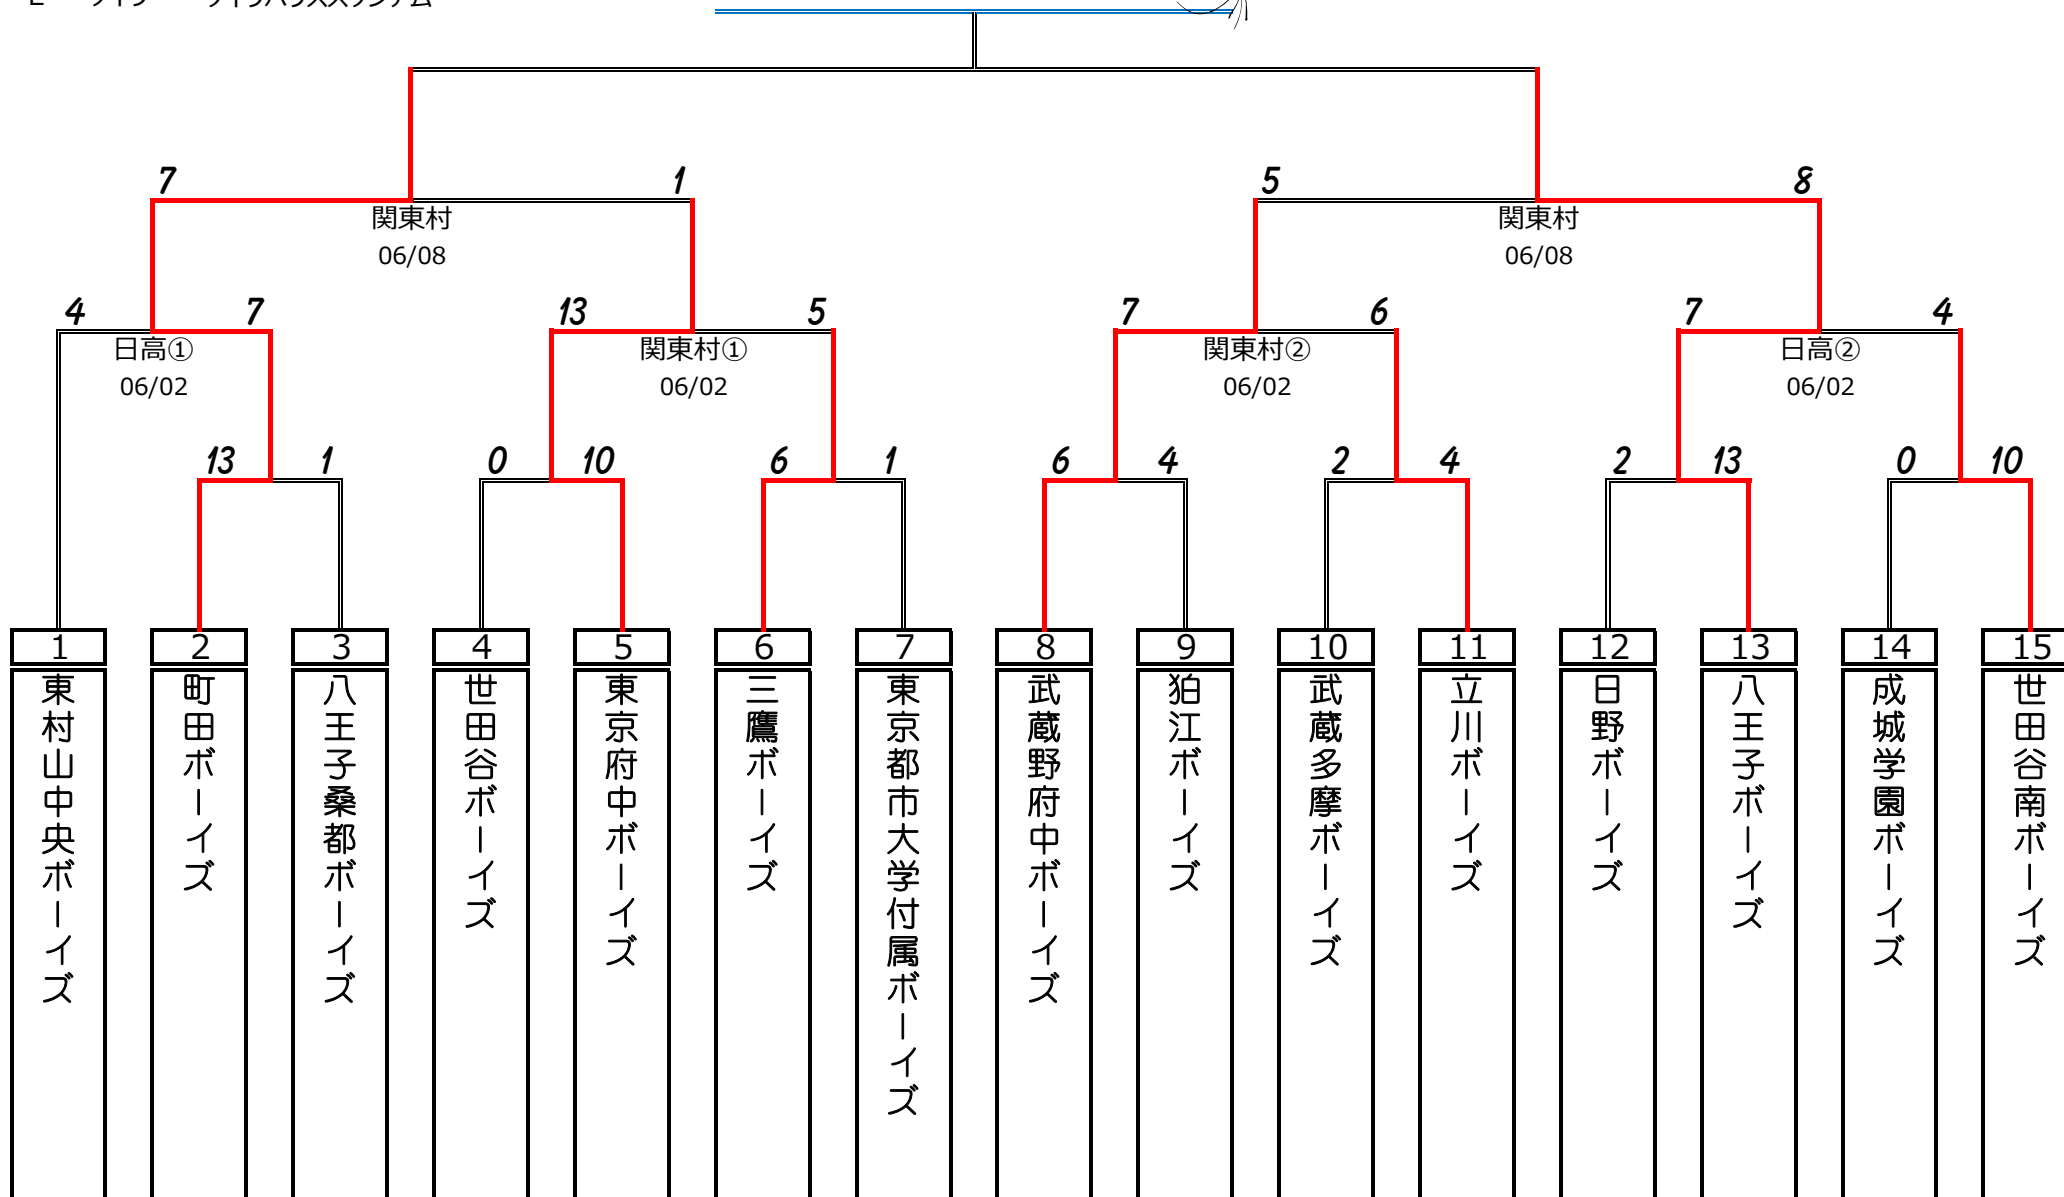 7 1 5 8
関東村 関東村
06/08 06/08
4 7 13 5 7 6 7 4
日高① 関東村① 関東村② 日高②
06/02 06/02 06/02 06/02
13 1 0 10 6 1 6 4 2 4 2 13 0 10
1 2 3 4 5 6 7 8 9 10 11 12 13 14 15
東村山中央ボーイズ
町田ボーイズ
八王子桑都ボーイズ
世田谷ボーイズ
東京府中ボーイズ
三鷹ボーイズ
東京都市大学付属ボーイズ
武蔵野府中ボーイズ
狛江ボーイズ
武蔵多摩ボーイズ
立川ボーイズ
日野ボーイズ
八王子ボーイズ
成城学園ボーイズ
世田谷南ボーイズ